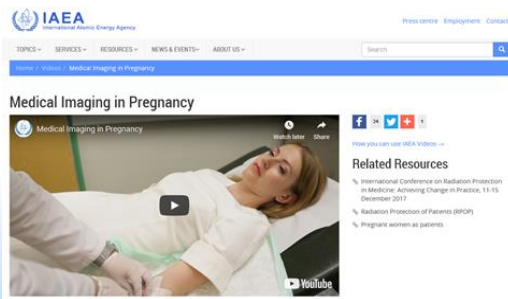 IAEA
International Atomic Energy Agency
Press centre Employment Contact
TOPICS SERVICES RESOURCES NEWS & EVENTS ABOUT US
Search
Home / Videos / Medical Imaging in Pregnancy
Medical Imaging in Pregnancy
Medical Imaging in Pregnancy
Watch later Share
YouTube
How you can use IAEA Videos →
Related Resources
International Conference on Radiation Protection
in Medicine: Achieving Change in Practice, 11-15
December 2017
Radiation Protection of Patients (RPOP)
Pregnant women as patients